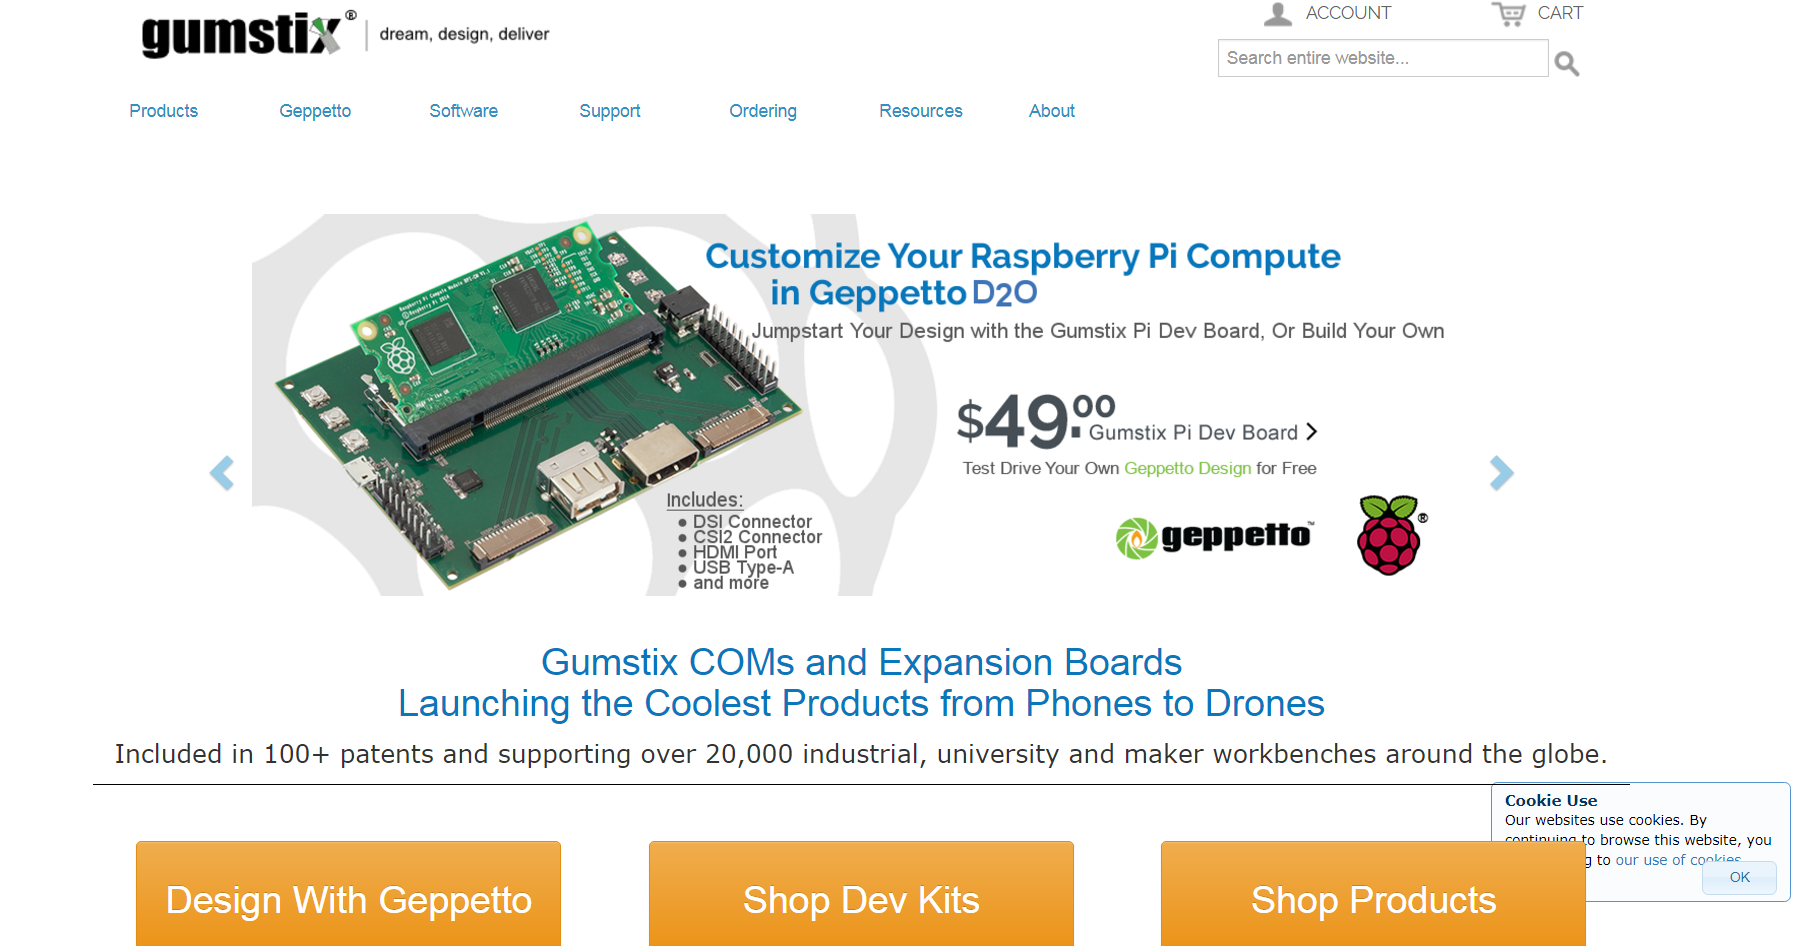 gumstix®
dream, design, deliver
ACCOUNT
CART
Search entire website...
Products
Geppetto
Software
Support
Ordering
Resources
About
Customize Your Raspberry Pi Compute
in Geppetto D2O
Jumpstart Your Design with the Gumstix Pi Dev Board, Or Build Your Own
$49.00
Gumstix Pi Dev Board
Test Drive Your Own Geppetto Design for Free
Includes:
● DSI Connector
● CSI2 Connector
● HDMI Port
● USB Type-A
● and more
geppetto™
®
Gumstix COMs and Expansion Boards
Launching the Coolest Products from Phones to Drones
Included in 100+ patents and supporting over 20,000 industrial, university and maker workbenches around the globe.
Cookie Use
Our websites use cookies. By
continuing to browse this website, you
to our use of cookies
OK
Design With Geppetto
Shop Dev Kits
Shop Products